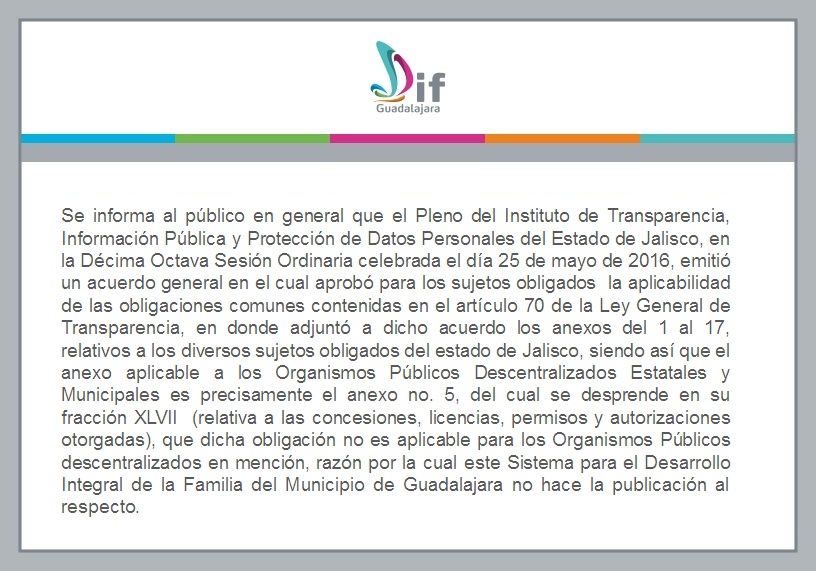 Dif
Guadalajara
Se informa al público en general que el Pleno del Instituto de Transparencia,
Información Pública y Protección de Datos Personales del Estado de Jalisco, en
la Décima Octava Sesión Ordinaria celebrada el día 25 de mayo de 2016, emitió
un acuerdo general en el cual aprobó para los sujetos obligados  la aplicabilidad
de las obligaciones comunes contenidas en el artículo 70 de la Ley General de
Transparencia, en donde adjuntó a dicho acuerdo los anexos del 1 al 17,
relativos a los diversos sujetos obligados del estado de Jalisco, siendo así que el
anexo aplicable a los Organismos Públicos Descentralizados Estatales y
Municipales es precisamente el anexo no. 5, del cual se desprende en su
fracción XLVII  (relativa a las concesiones, licencias, permisos y autorizaciones
otorgadas), que dicha obligación no es aplicable para los Organismos Públicos
descentralizados en mención, razón por la cual este Sistema para el Desarrollo
Integral de la Familia del Municipio de Guadalajara no hace la publicación al
respecto.